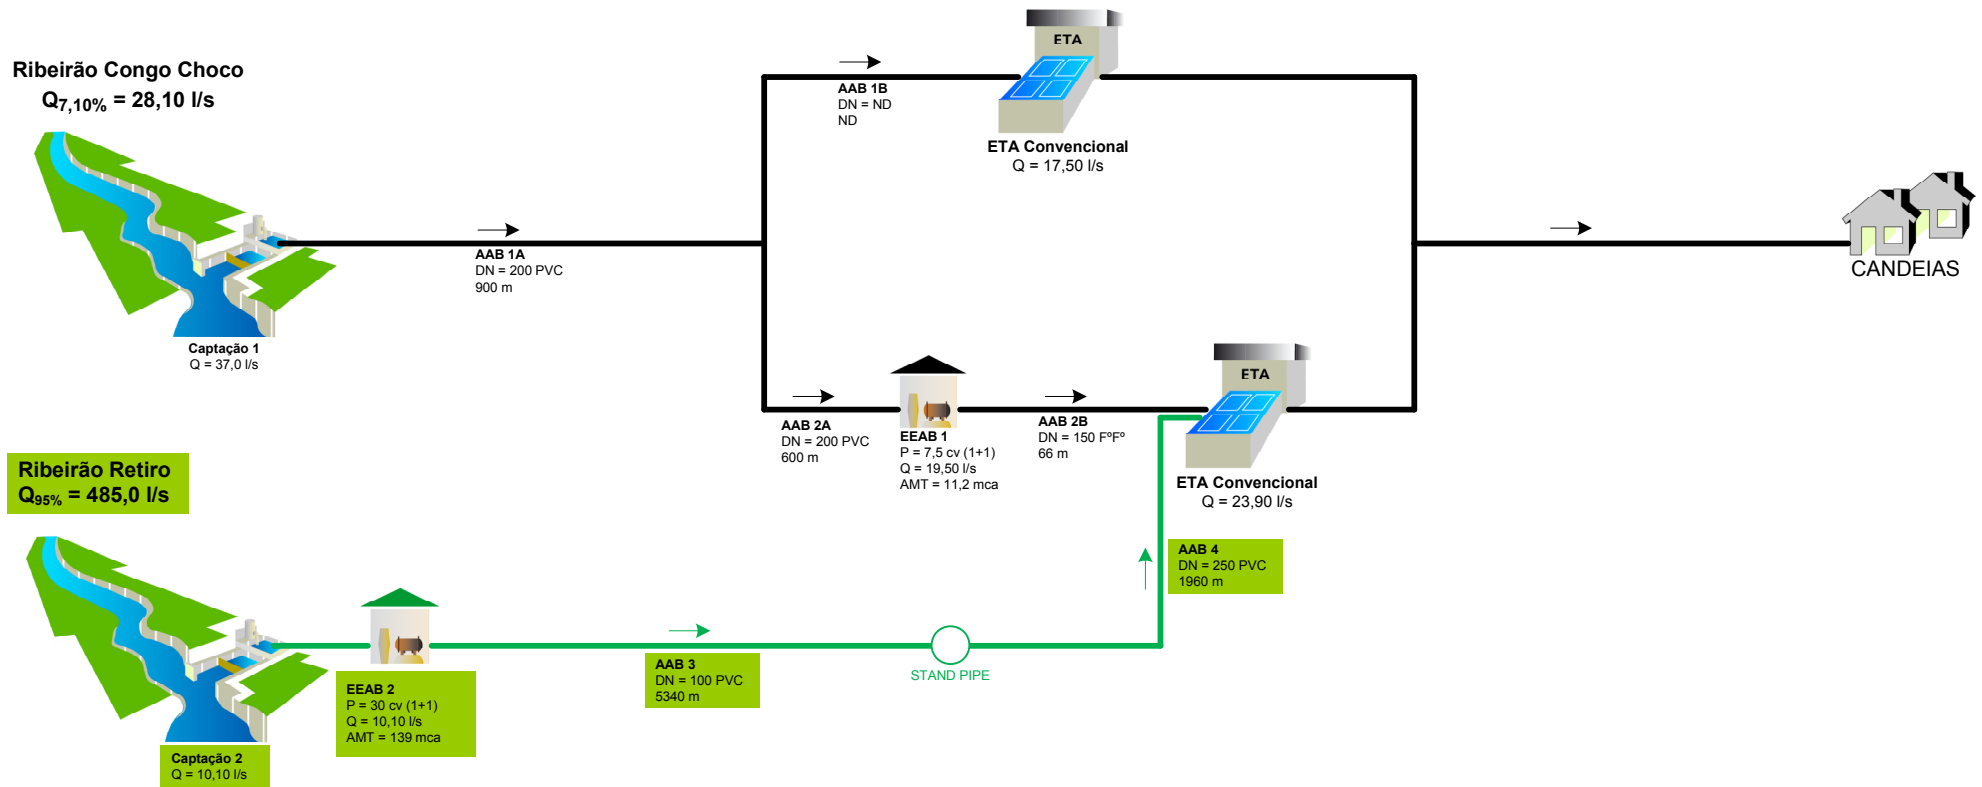 Ribeirão Congo Choco
Q7,10% = 28,10 l/s
Captação 1
Q = 37,0 l/s
AAB 1A
DN = 200 PVC
900 m
AAB 1B
DN = ND
ND
ETA
ETA Convencional
Q = 17,50 l/s
AAB 2A
DN = 200 PVC
600 m
EEAB 1
P = 7,5 cv (1+1)
Q = 19,50 l/s
AMT = 11,2 mca
AAB 2B
DN = 150 FºFº
66 m
ETA
ETA Convencional
Q = 23,90 l/s
CANDEIAS
Ribeirão Retiro
Q95% = 485,0 l/s
Captação 2
Q = 10,10 l/s
EEAB 2
P = 30 cv (1+1)
Q = 10,10 l/s
AMT = 139 mca
AAB 3
DN = 100 PVC
5340 m
STAND PIPE
AAB 4
DN = 250 PVC
1960 m